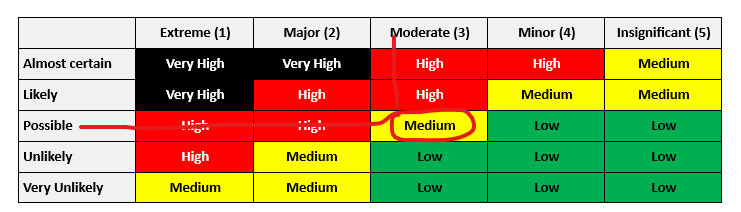 Extreme (1) Major (2) Moderate (3) Minor (4) Insignificant (5)
Almost certain Very High Very High High High Medium
Likely Very High High High Medium Medium
Possible High High Medium Low Low
Unlikely High Medium Low Low Low
Very Unlikely Medium Medium Low Low Low